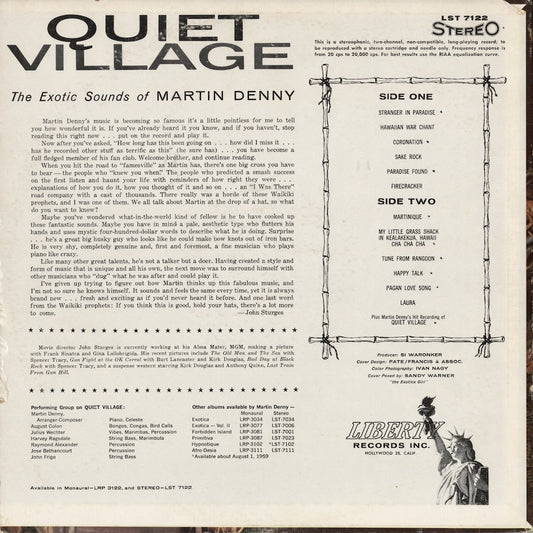 QUIET
VILLAGE
The Exotic Sounds of MARTIN DENNY
LST 7122
STEREO
This is a stereophonic, two-channel, non-compatible, long-playing record; to
be reproduced with a stereo cartridge and needle only. Frequency response is
from 20 cps to 20,000 cps. For best results use the RIAA equalization curve.
Martin Denny's music is becoming so famous it's a little pointless for me to tell
you how wonderful it is. If you've already heard it you know, and if you haven't, stop
reading this right now . . . put on the record and play it.
Now aren't you asking? "How long has this been going on . . . how did I miss it . . .
has he recorded other stuff as terrific as this" (he sure has) . . . you have become a
full fledged member of his fan club. Welcome brother, and continue reading.
When you hit the road to "famesville" as Martin has, there's one big cross you have
to bear — the people who "knew you when." The people who predicted a smash success
on the first listen and haunt your life with reminders of how right they were . . .
explanations of how you do it, how you thought of it and so on . . . an "I Was There"
road company with a cast of thousands. There really was a horde of these Waikiki
prophets, and I was one of them. We all talk about Martin at the drop of a hat, so what
do you want to know?
Maybe you've wondered what-in-the-world kind of fellow is he to have cooked up
these fantastic sounds. Maybe you have in mind a pale, aesthetic type who flutters his
hands and uses mystic four-hundred-dollar words to describe what he is doing. Surprise
. . . he's a great big husky guy who looks like he could make bow knots out of iron bars.
He is very shy, completely genuine and, first and foremost, a fine musician who plays
piano like crazy.
Like many other great talents, he's not a talker but a doer. Having created a style and
form of music that is unique and all his own, the next move was to surround himself with
other musicians who "dug" what he was after and could play it.
I've given up trying to figure out how Martin thinks up this fabulous music, and
I'm not so sure he knows himself. It sounds and feels the same every time, yet it is always
brand new . . . fresh and exciting as if you'd never heard it before. And one last word
from the Waikiki prophets: If you think this is good, hold your hats, there's a lot more
to come.
—John Sturges
SIDE ONE
STRANGER IN PARADISE
HAWAIIAN WAR CHANT
CORONATION
SAKE ROCK
PARADISE FOUND
FIRECRACKER
SIDE TWO
MARTINIQUE
MY LITTLE GRASS SHACK
IN KEALAKEKUA, HAWAII
CHA CHA CHA
TUNE FROM RANGOON
HAPPY TALK
PAGAN LOVE SONG
LAURA
Plus Martin Denny's Hit Recording of
QUIET VILLAGE
Producer: SI WARONKER
Cover Design: PATE/FRANCIS & ASSOC.
Color Photography: IVAN NAGY
Cover Posed by SANDY WARNER
"the Exotica Girl"
Movie director John Sturges is currently working at his Alma Mater, MGM, making a picture
with Frank Sinatra and Gina Lollobrigida. His recent pictures include The Old Man and The Sea with
Spencer Tracy, Gun Fight at the OK Corral with Burt Lancaster and Kirk Douglas, Bad Day at Black
Rock with Spencer Tracy, and a suspense western starring Kirk Douglas and Anthony Quinn, Last Train
From Gun Hill.
Performing Group on QUIET VILLAGE:
Martin Denny,
Arranger-Composer Piano, Celeste
August Colon Bongos, Congas, Bird Calls
Julius Wechter Vibes, Marimbas, Percussion
Harvey Ragsdale String Bass, Marimbula
Raymond Alexander Percussion
Jose Bethancourt Percussion
John Frigo String Bass
Other albums available by Martin Denny—
Monaural Stereo
Exotica LRP-3034 LST-7034
Exotica — Vol. II LRP-3077 LST-7006
Forbidden Island LRP-3081 LST-7001
Primitiva LRP-3087 LST-7023
Hypnotique LRP-3102 *LST-7102
Afro-Desia LRP-3111 LST-7111
*Available about August 1, 1959
LIBERTY
RECORDS INC.
HOLLYWOOD 28, CALIF.
Available in Monaural—LRP 3122, and STEREO—LST 7122